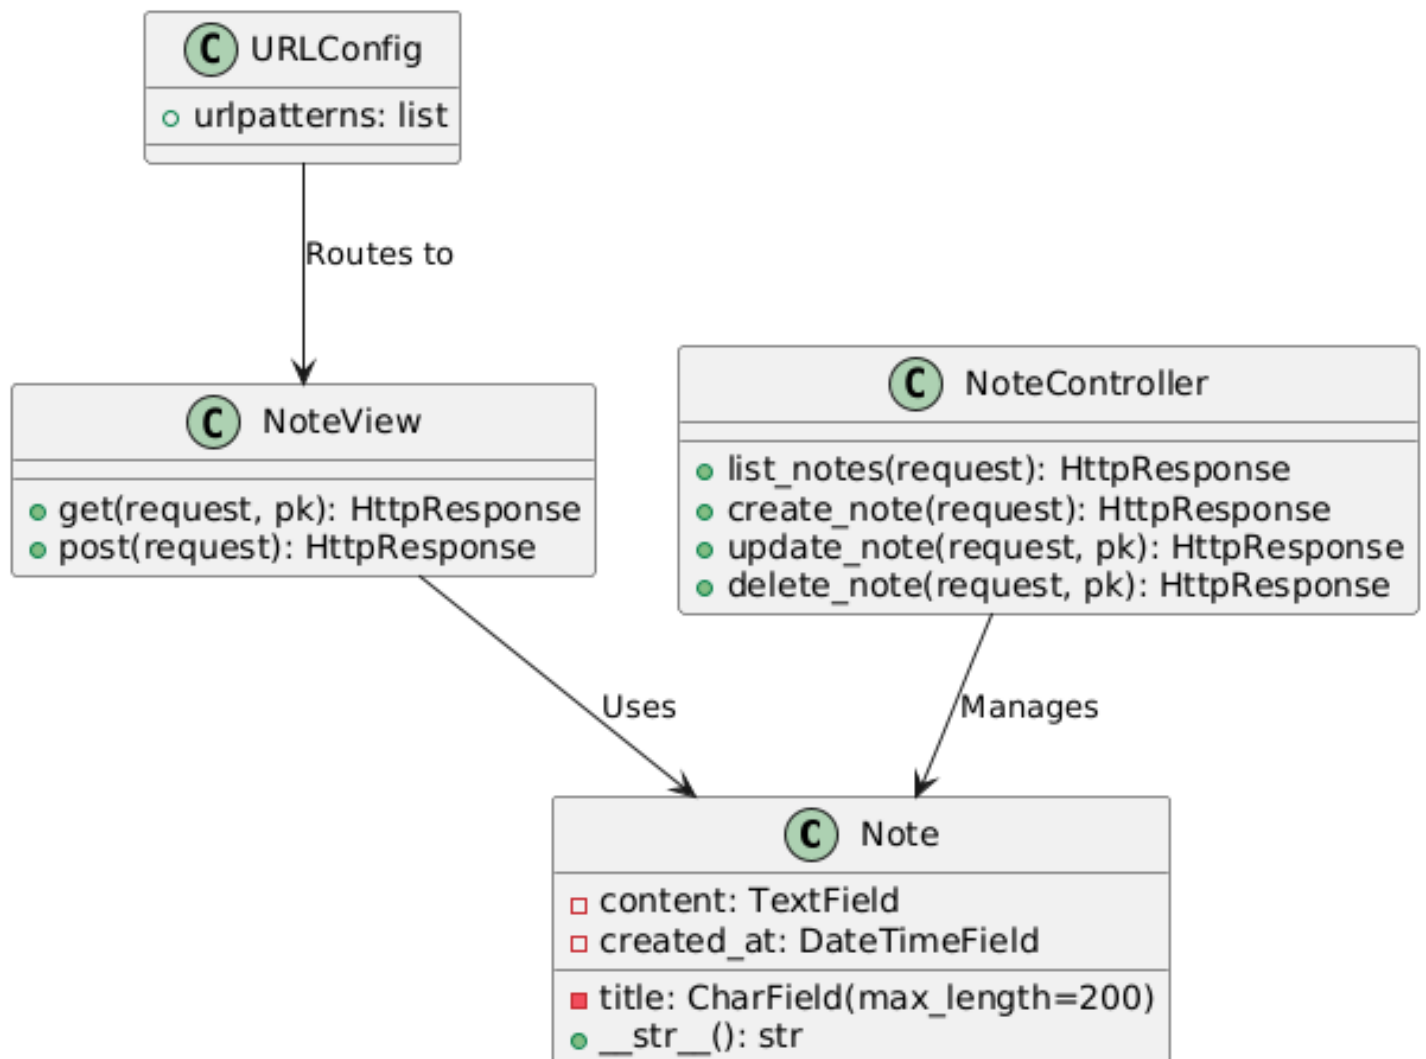 C URLConfig
urlpatterns: list
Routes to
C NoteView
get(request, pk): HttpResponse
post(request): HttpResponse
C NoteController
list_notes(request): HttpResponse
create_note(request): HttpResponse
update_note(request, pk): HttpResponse
delete_note(request, pk): HttpResponse
Uses
Manages
C Note
content: TextField
created_at: DateTimeField
title: CharField(max_length=200)
__str__(): str